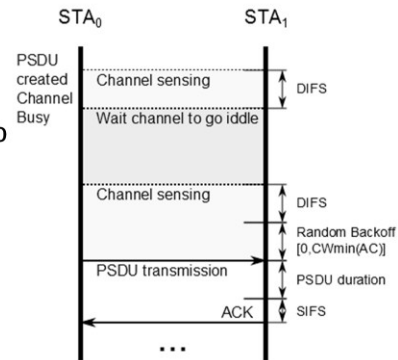 STA0 STA1
PSDU
created
Channel
Busy
Channel sensing
DIFS
Wait channel to go iddle
Channel sensing
DIFS
Random Backoff
[0,CWmin(AC)]
PSDU transmission
PSDU duration
ACK
SIFS
...